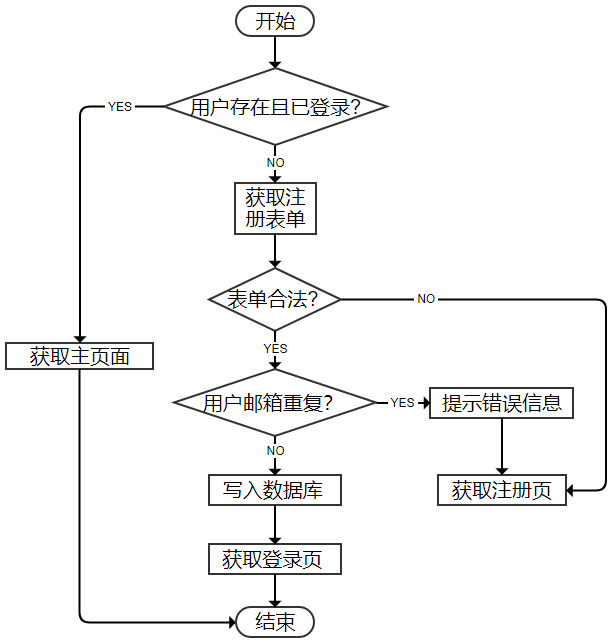 开始
用户存在且已登录?
YES
NO
获取注
册表单
表单合法?
NO
YES
获取主页面
用户邮箱重复?
YES
提示错误信息
NO
写入数据库
获取注册页
获取登录页
结束